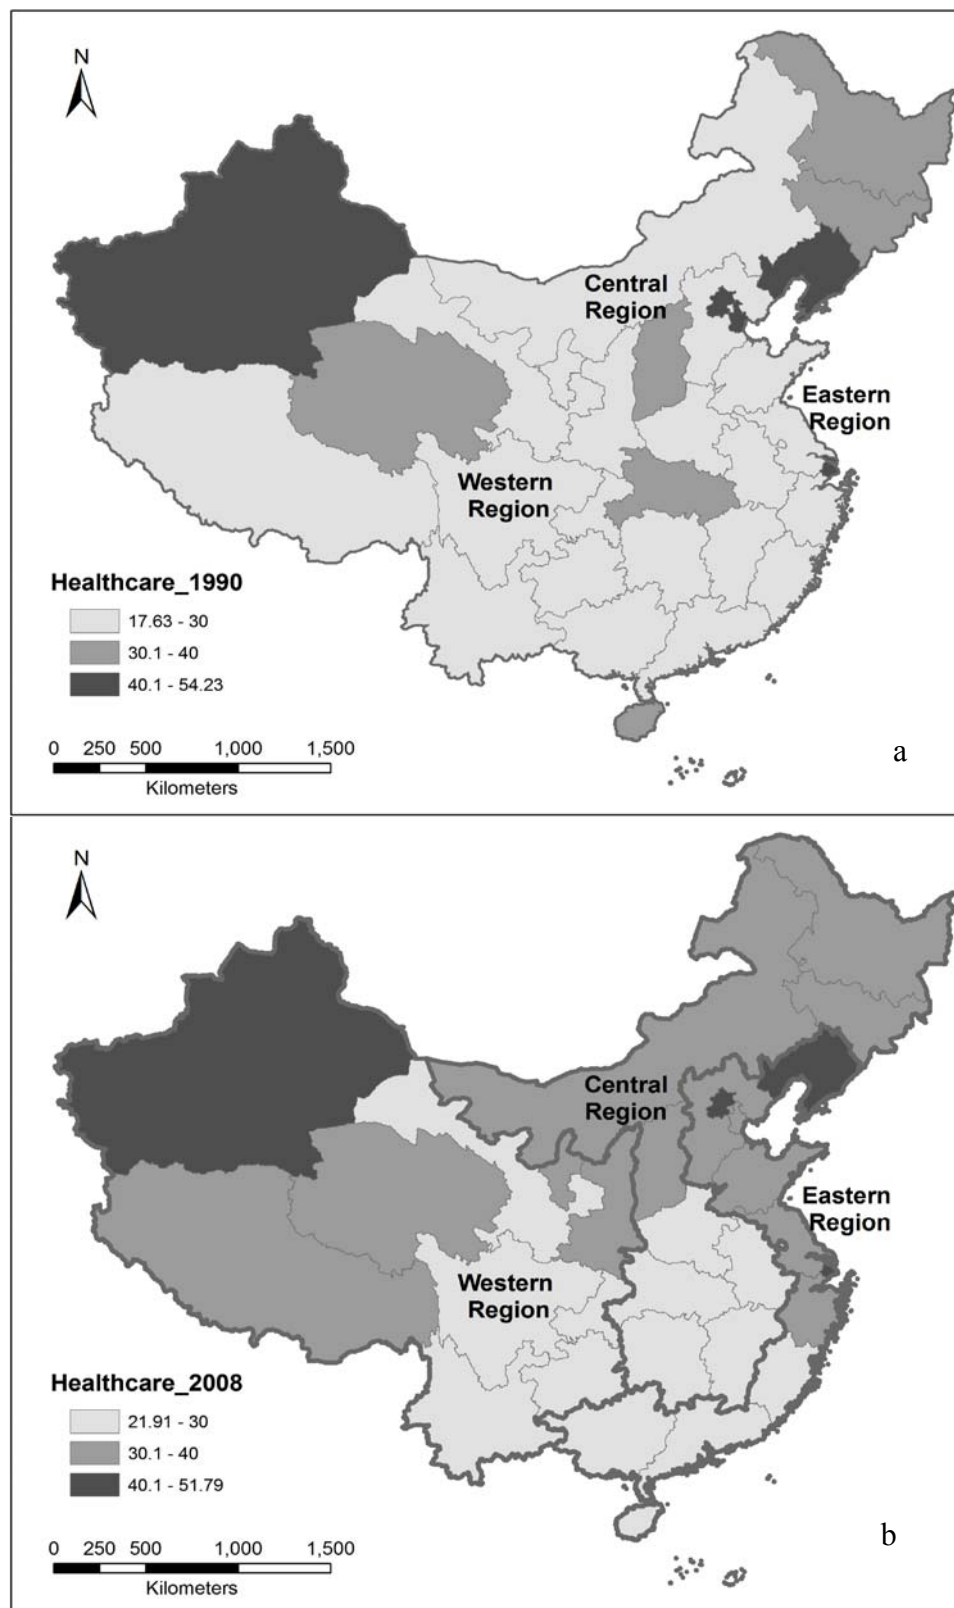 N
Central
Region
Eastern
Region
Western
Region
Healthcare_1990
17.63 - 30
30.1 - 40
40.1 - 54.23
0 250 500 1,000 1,500
Kilometers
a
N
Central
Region
Eastern
Region
Western
Region
Healthcare_2008
21.91 - 30
30.1 - 40
40.1 - 51.79
0 250 500 1,000 1,500
Kilometers
b